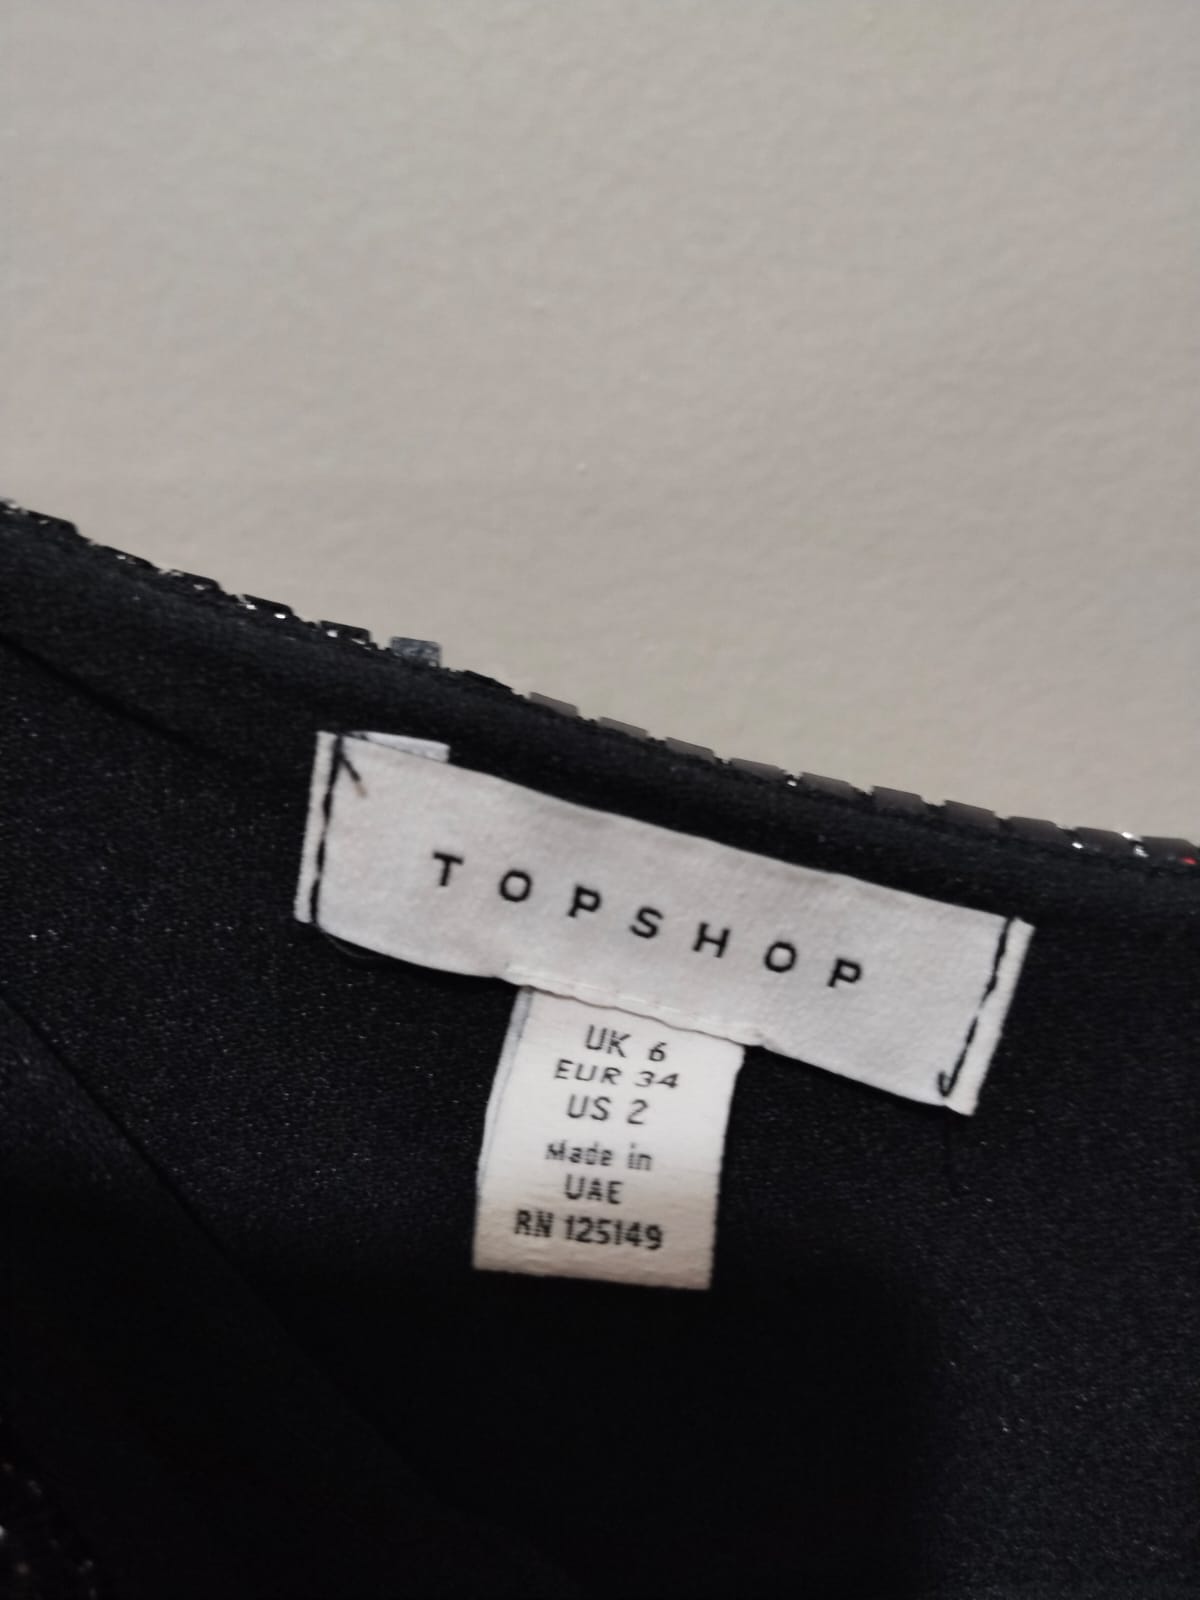 TOPSHOP
UK 6
EUR 34
US 2
Made in
UAE
RN 125149